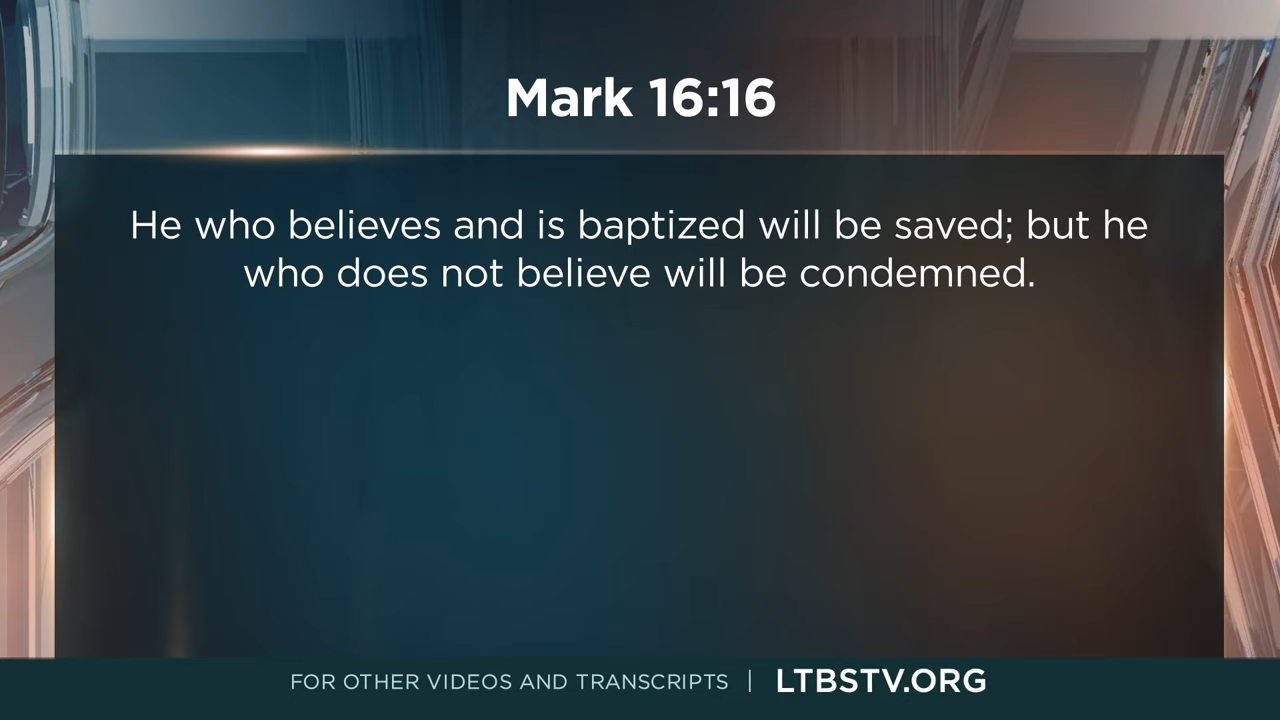 Mark 16:16
He who believes and is baptized will be saved; but he
who does not believe will be condemned.
FOR OTHER VIDEOS AND TRANSCRIPTS | LTBSTV.ORG